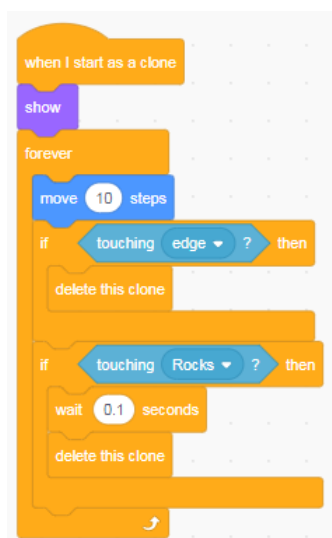 when I start as a clone
show
forever
move 10 steps
if touching edge ? then
delete this clone
if touching Rocks ? then
wait 0.1 seconds
delete this clone